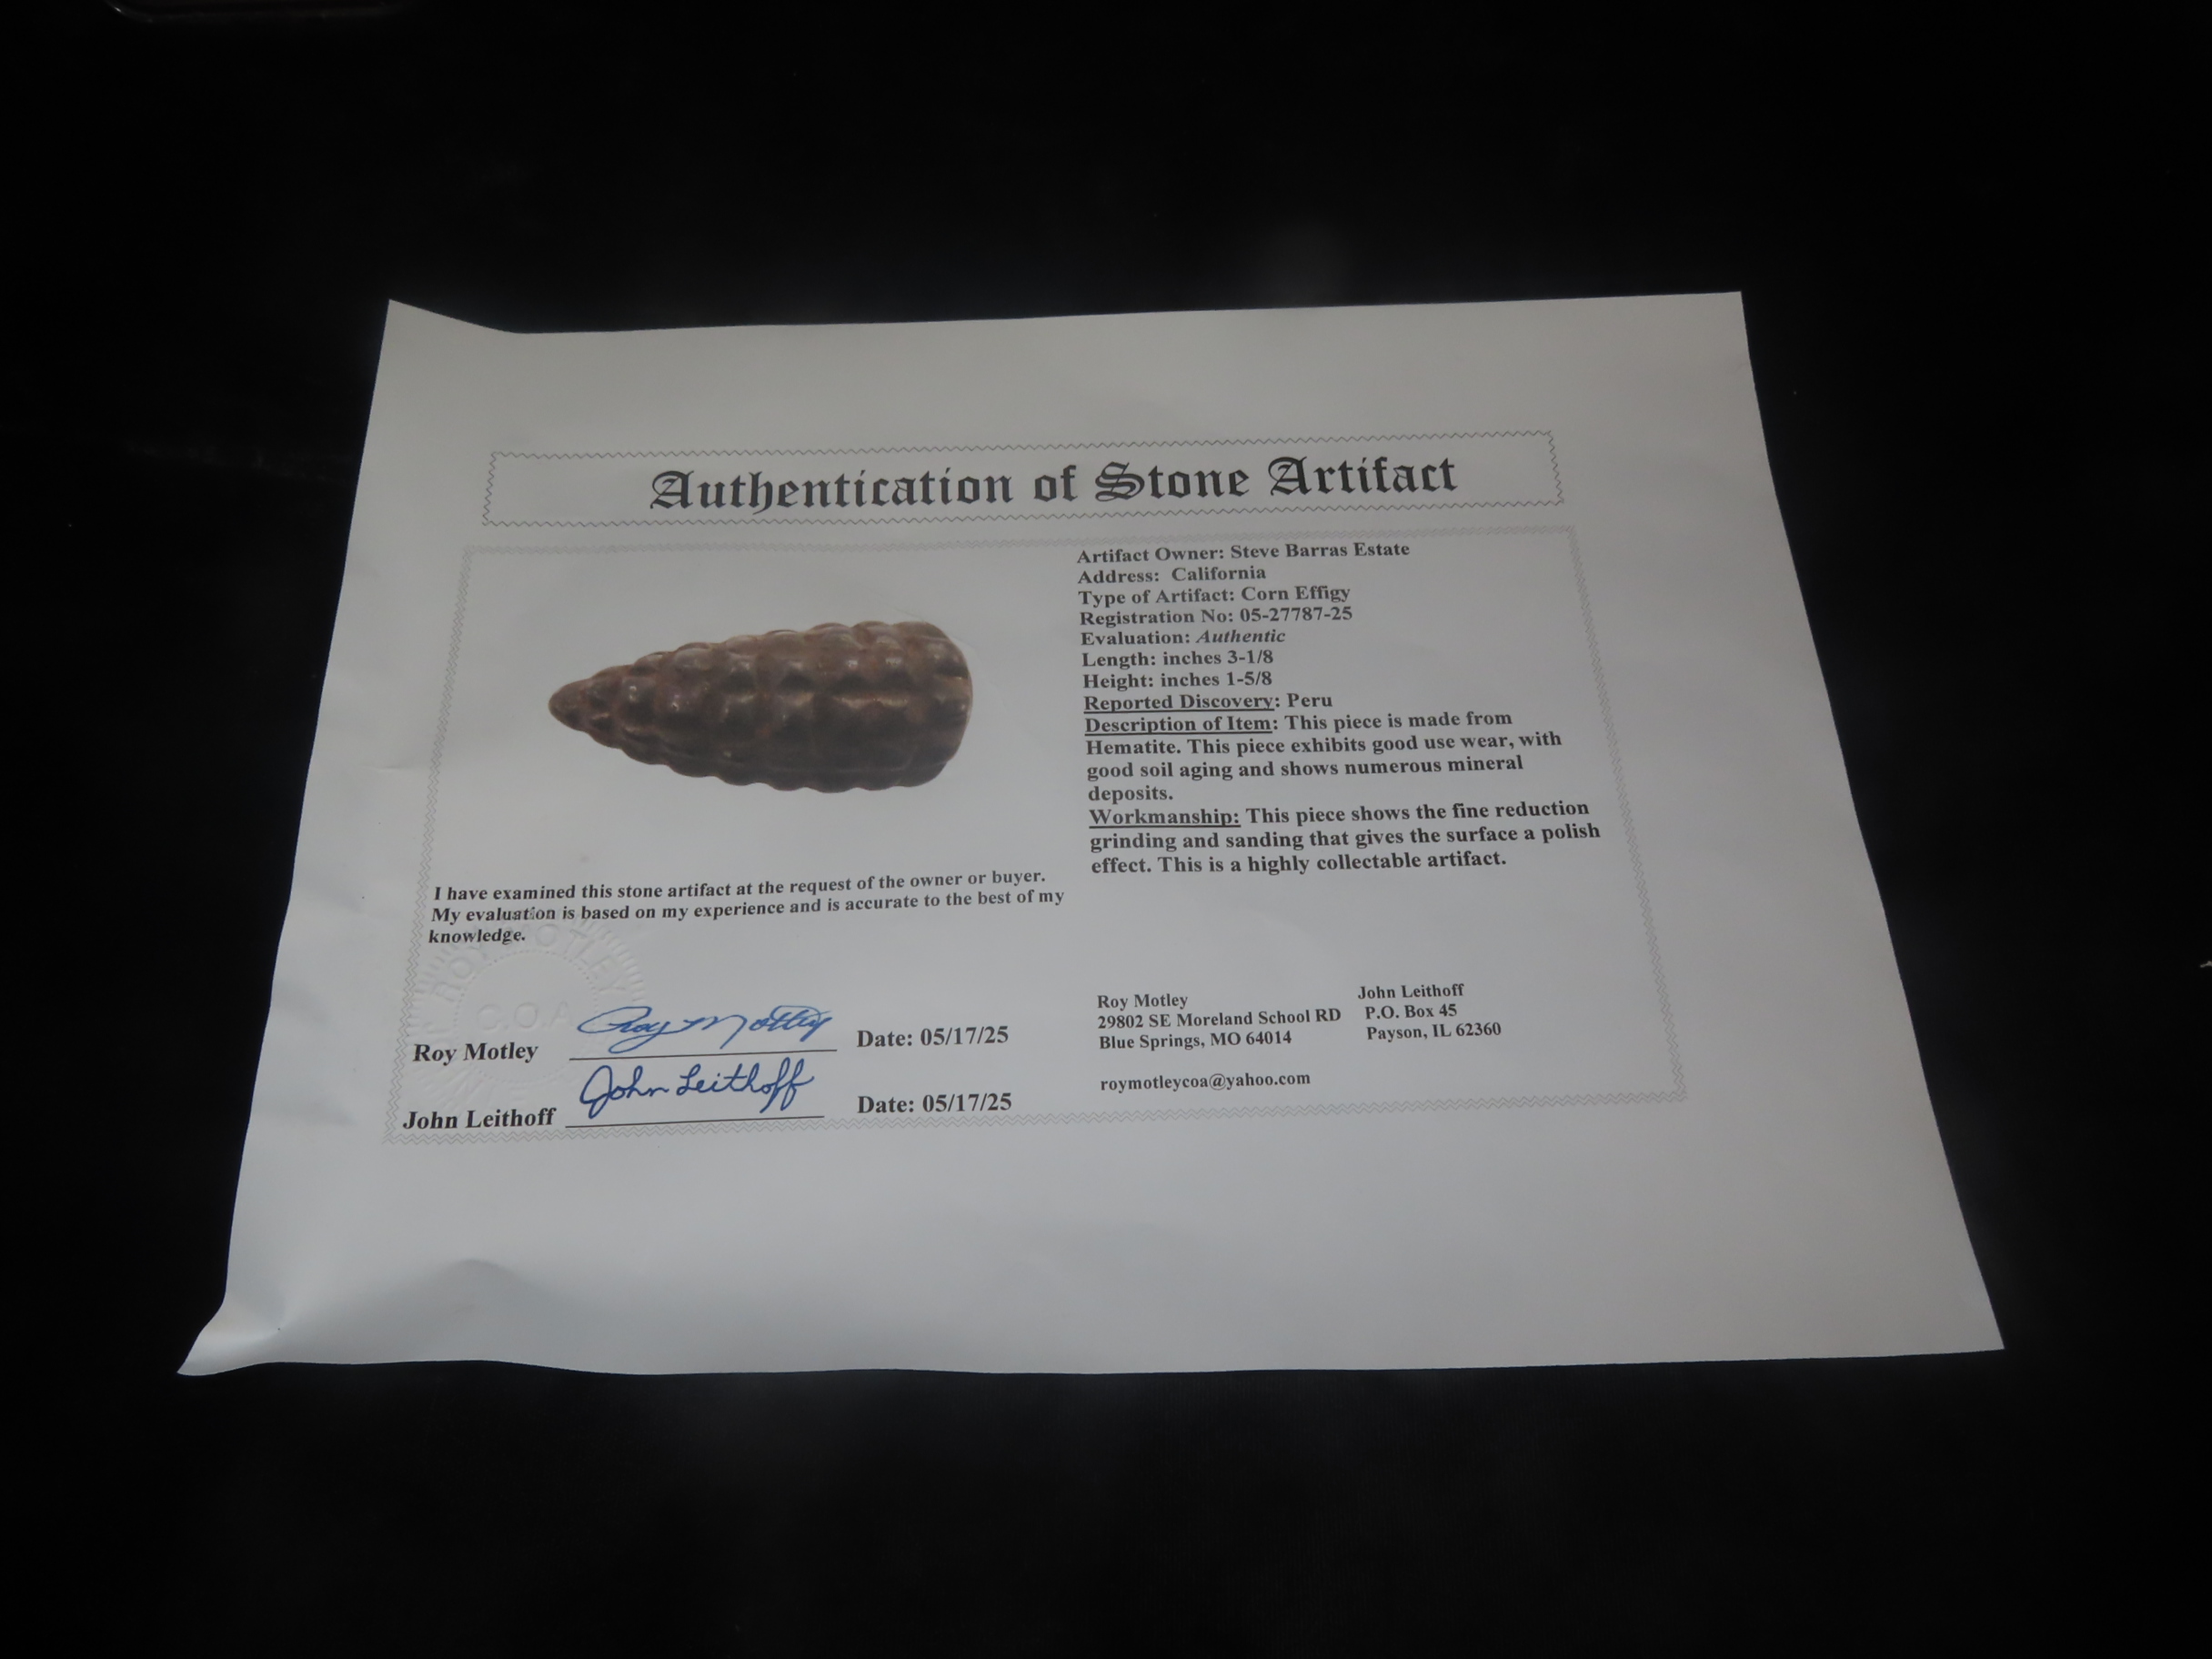 Authentication of Stone Artifact
Artifact Owner: Steve Barras Estate
Address: California
Type of Artifact: Corn Effigy
Registration No: 05-27787-25
Evaluation: Authentic
Length: inches 3-1/8
Height: inches 1-5/8
Reported Discovery: Peru
Description of Item: This piece is made from
Hematite. This piece exhibits good use wear, with
good soil aging and shows numerous mineral
deposits.
Workmanship: This piece shows the fine reduction
grinding and sanding that gives the surface a polish
effect. This is a highly collectable artifact.
I have examined this stone artifact at the request of the owner or buyer.
My evaluation is based on my experience and is accurate to the best of my
knowledge.
ROY MOTLEY
C.O.A
Roy Motley Roy Motley Date: 05/17/25
John Leithoff John Leithoff Date: 05/17/25
Roy Motley
29802 SE Moreland School RD
Blue Springs, MO 64014
roymotleycoa@yahoo.com
John Leithoff
P.O. Box 45
Payson, IL 62360